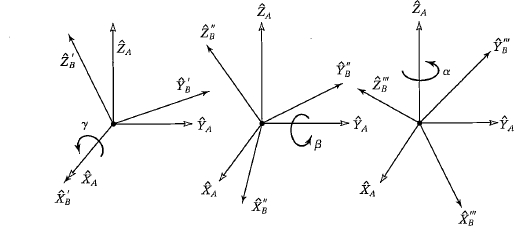 Ẑ_A
Ẑ_B′
Ŷ_B′
Ŷ_A
γ
X̂_A
X̂_B′
Ẑ_A
Ẑ_B″
Ŷ_B″
Ŷ_A
β
X̂_A
X̂_B″
Ẑ_A
Ŷ_B‴
α
Ẑ_B‴
Ŷ_A
X̂_A
X̂_B‴